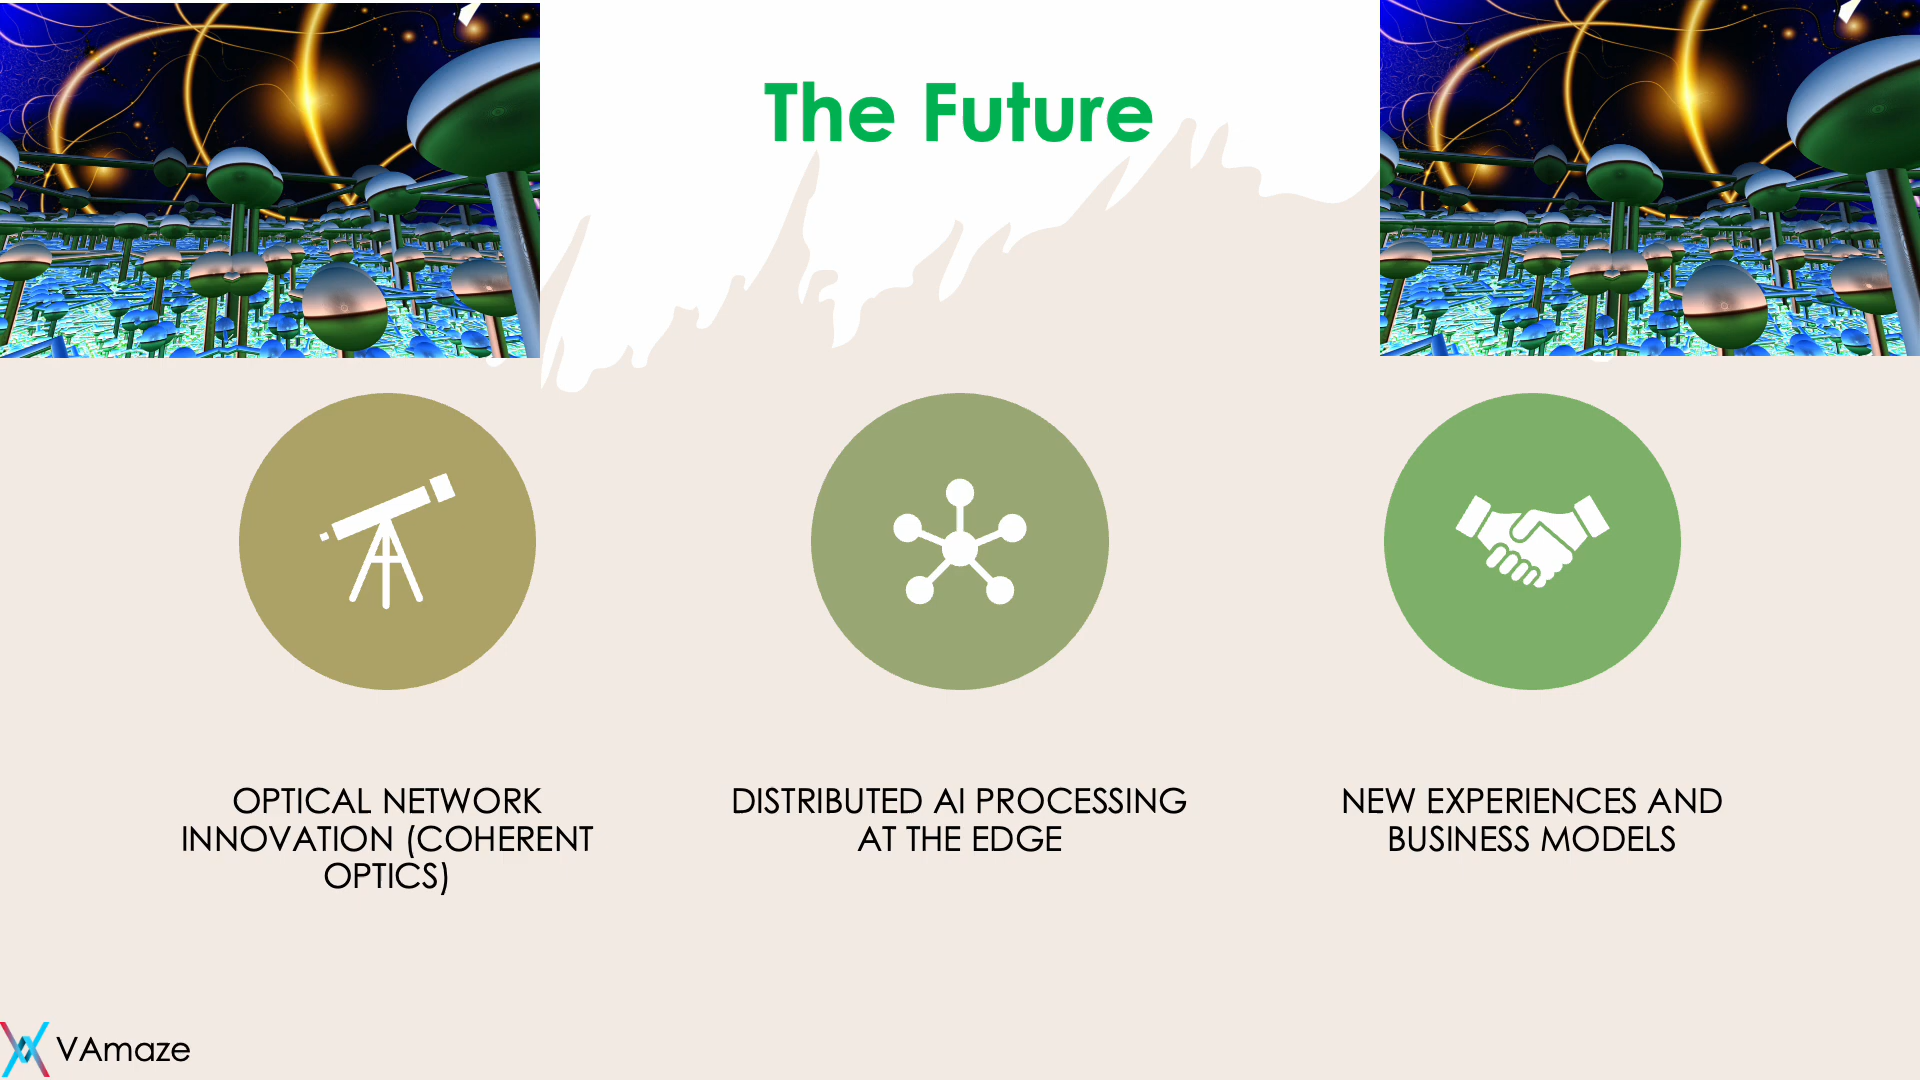 The Future
OPTICAL NETWORK
INNOVATION (COHERENT
OPTICS)
DISTRIBUTED AI PROCESSING
AT THE EDGE
NEW EXPERIENCES AND
BUSINESS MODELS
VAmaze